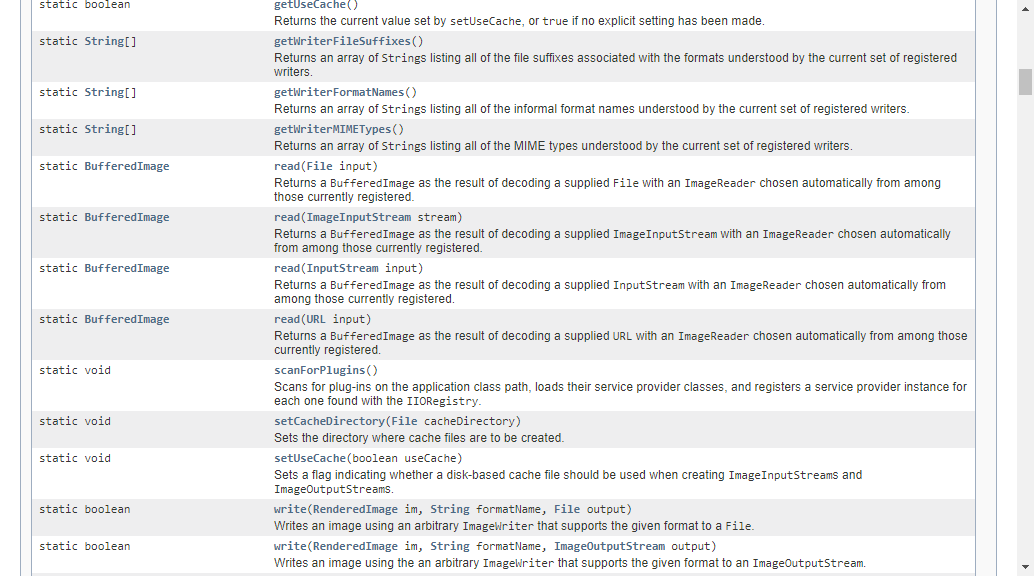 static boolean getUseCache()
Returns the current value set by setUseCache, or true if no explicit setting has been made.
static String[] getWriterFileSuffixes()
Returns an array of Strings listing all of the file suffixes associated with the formats understood by the current set of registered
writers.
static String[] getWriterFormatNames()
Returns an array of Strings listing all of the informal format names understood by the current set of registered writers.
static String[] getWriterMIMETypes()
Returns an array of Strings listing all of the MIME types understood by the current set of registered writers.
static BufferedImage read(File input)
Returns a BufferedImage as the result of decoding a supplied File with an ImageReader chosen automatically from among
those currently registered.
static BufferedImage read(ImageInputStream stream)
Returns a BufferedImage as the result of decoding a supplied ImageInputStream with an ImageReader chosen automatically
from among those currently registered.
static BufferedImage read(InputStream input)
Returns a BufferedImage as the result of decoding a supplied InputStream with an ImageReader chosen automatically from
among those currently registered.
static BufferedImage read(URL input)
Returns a BufferedImage as the result of decoding a supplied URL with an ImageReader chosen automatically from among those
currently registered.
static void scanForPlugins()
Scans for plug-ins on the application class path, loads their service provider classes, and registers a service provider instance for
each one found with the IIORegistry.
static void setCacheDirectory(File cacheDirectory)
Sets the directory where cache files are to be created.
static void setUseCache(boolean useCache)
Sets a flag indicating whether a disk-based cache file should be used when creating ImageInputStreams and
ImageOutputStreams.
static boolean write(RenderedImage im, String formatName, File output)
Writes an image using an arbitrary ImageWriter that supports the given format to a File.
static boolean write(RenderedImage im, String formatName, ImageOutputStream output)
Writes an image using the an arbitrary ImageWriter that supports the given format to an ImageOutputStream.